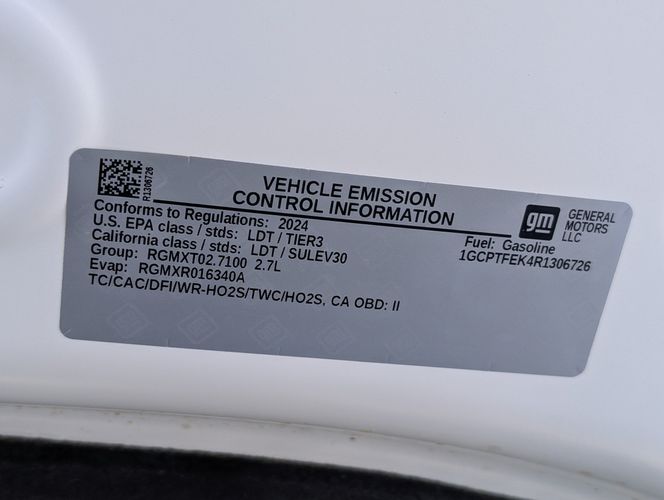 R1306726
VEHICLE EMISSION
CONTROL INFORMATION
Conforms to Regulations: 2024
U.S. EPA class / stds: LDT / TIER3
California class / stds: LDT / SULEV30
Group: RGMXT02.7100 2.7L
Evap: RGMXR016340A
TC/CAC/DFI/WR-HO2S/TWC/HO2S, CA OBD: II
gm
GENERAL
MOTORS
LLC
Fuel: Gasoline
1GCPTFEK4R1306726